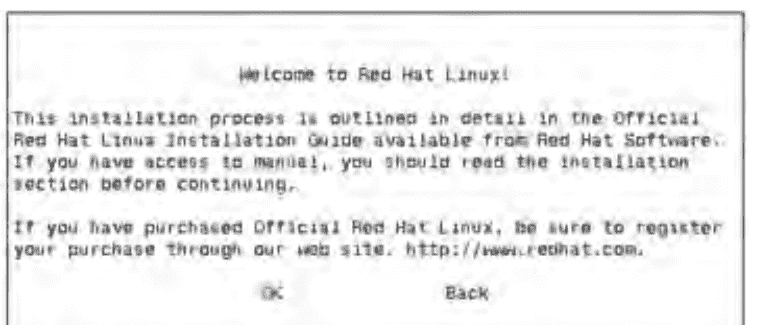 Welcome to Red Hat Linux!
This installation process is outlined in detail in the Official
Red Hat Linux Installation Guide available from Red Hat Software.
If you have access to manual, you should read the installation
section before continuing.
If you have purchased Official Red Hat Linux, be sure to register
your purchase through our web site. http://www.redhat.com.
OK Back